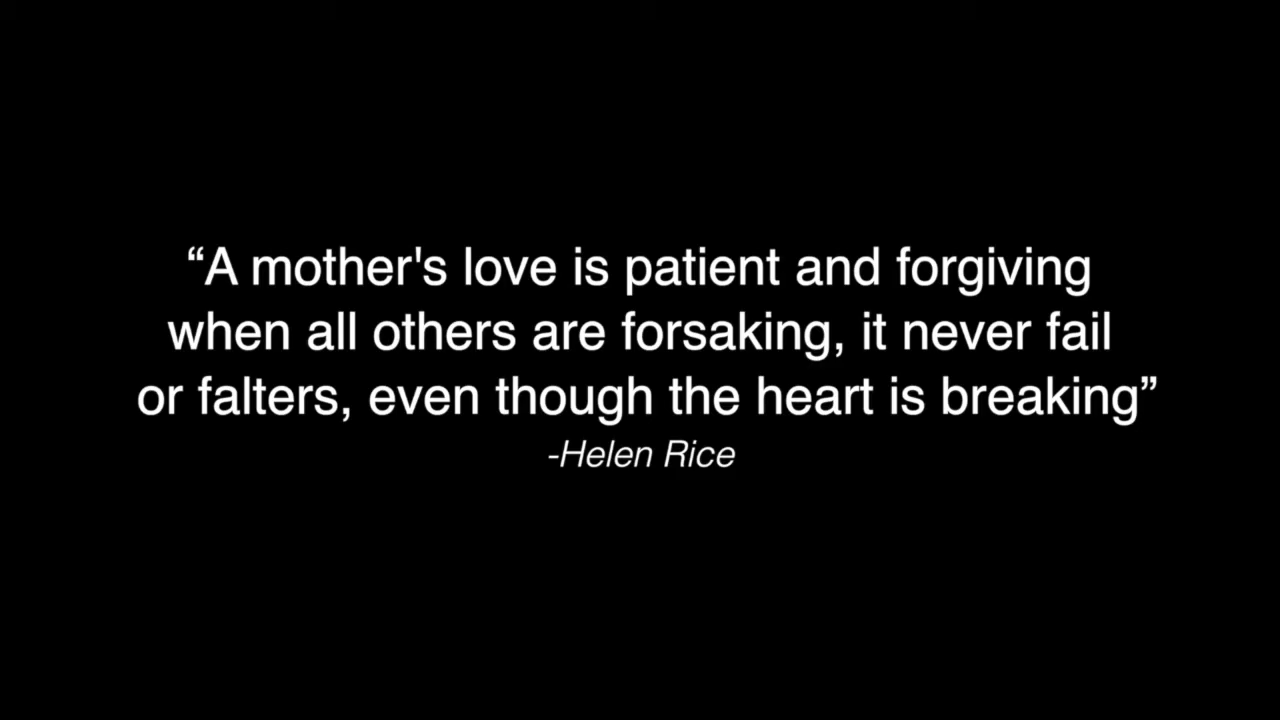 “A mother's love is patient and forgiving
when all others are forsaking, it never fail
or falters, even though the heart is breaking”
-Helen Rice